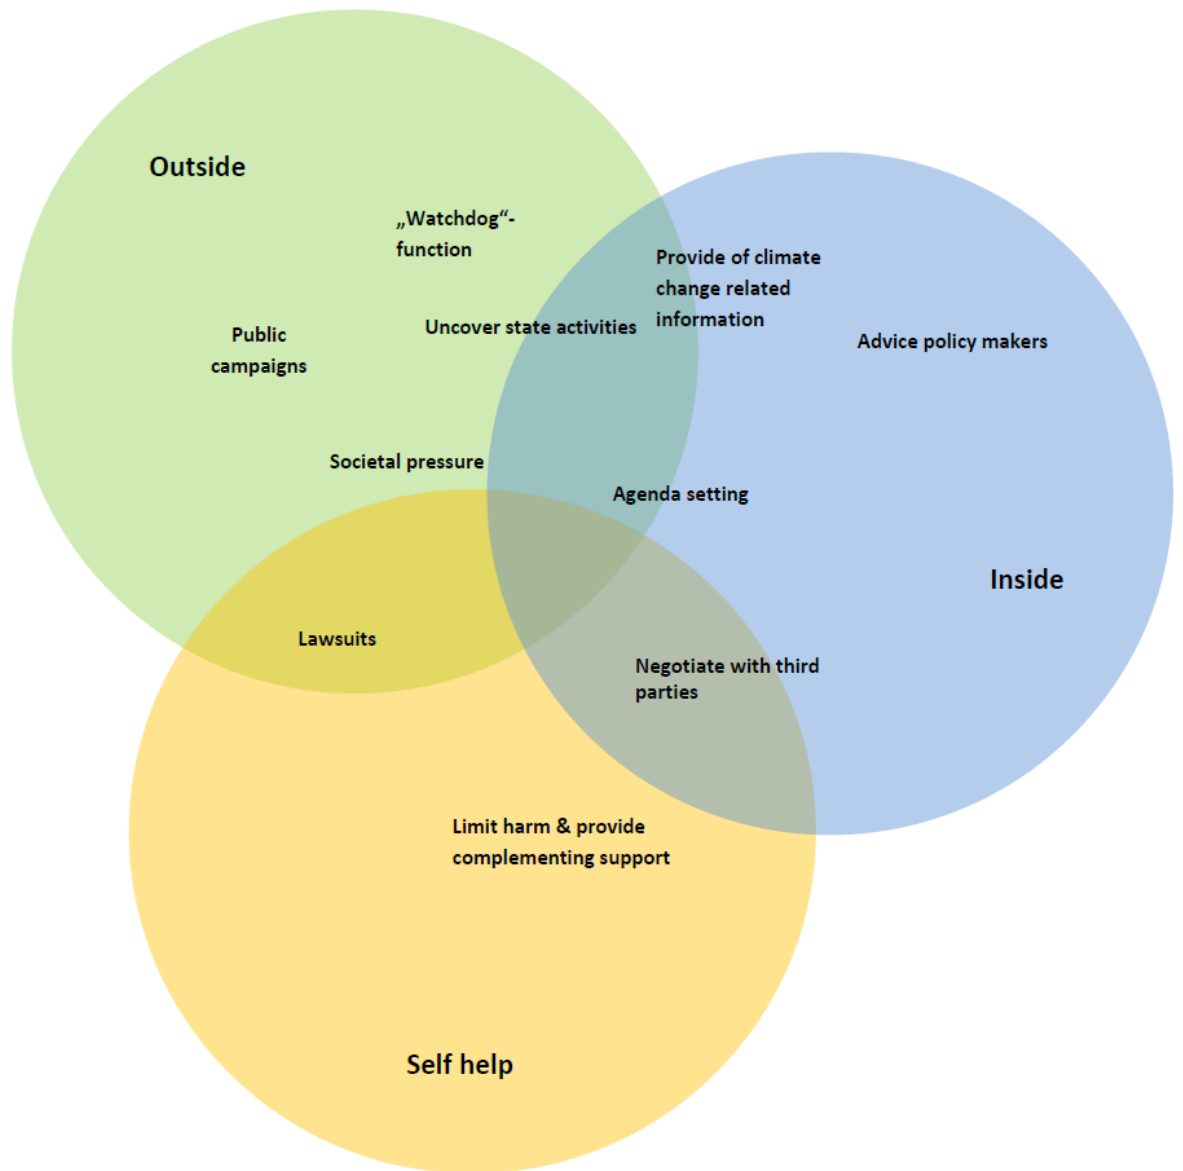 Outside
„Watchdog“-
function
Provide of climate
change related
information
Uncover state activities
Public
campaigns
Advice policy makers
Societal pressure
Agenda setting
Inside
Lawsuits
Negotiate with third
parties
Limit harm & provide
complementing support
Self help